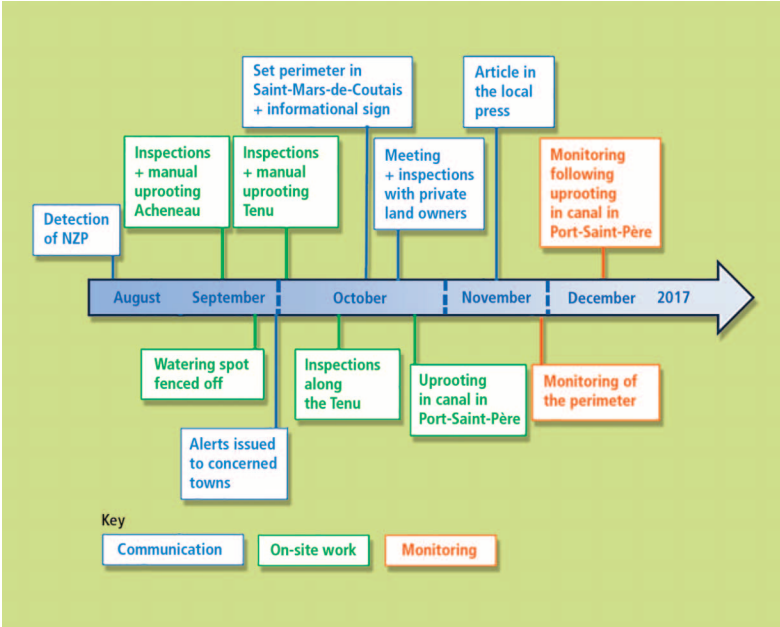 Set perimeter in
Saint-Mars-de-Coutais
+ informational sign
Article in
the local
press
Inspections
+ manual
uprooting
Acheneau
Inspections
+ manual
uprooting
Tenu
Meeting
+ inspections
with private
land owners
Monitoring
following
uprooting
in canal in
Port-Saint-Père
Detection
of NZP
August September October November December 2017
Watering spot
fenced off
Inspections
along
the Tenu
Uprooting
in canal in
Port-Saint-Père
Monitoring of
the perimeter
Alerts issued
to concerned
towns
Key
Communication On-site work Monitoring